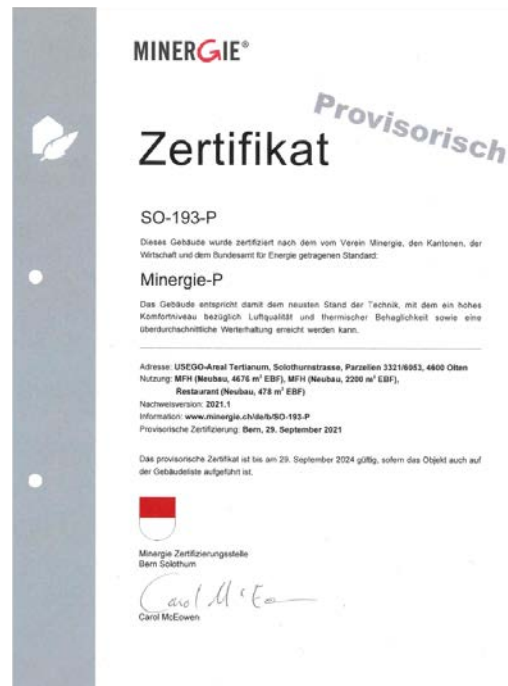 MINERGIE®
Provisorisch
Zertifikat
SO-193-P
Dieses Gebäude wurde zertifiziert nach dem vom Verein Minergie, den Kantonen, der
Wirtschaft und dem Bundesamt für Energie getragenen Standard:
Minergie-P
Das Gebäude entspricht damit dem neusten Stand der Technik, mit dem ein hohes
Komfortniveau bezüglich Luftqualität und thermischer Behaglichkeit sowie eine
überdurchschnittliche Werterhaltung erreicht werden kann.
Adresse: USEGO-Areal Tertianum, Solothurnstrasse, Parzellen 3321/6053, 4600 Olten
Nutzung: MFH (Neubau, 4676 m² EBF), MFH (Neubau, 2200 m² EBF),
Restaurant (Neubau, 478 m² EBF)
Nachweisversion: 2021.1
Information: www.minergie.ch/de/b/SO-193-P
Provisorische Zertifizierung: Bern, 29. September 2021
Das provisorische Zertifikat ist bis am 29. September 2024 gültig, sofern das Objekt auch auf
der Gebäudeliste aufgeführt ist.
Minergie Zertifizierungsstelle
Bern Solothurn
Carol McEo
Carol McEowen